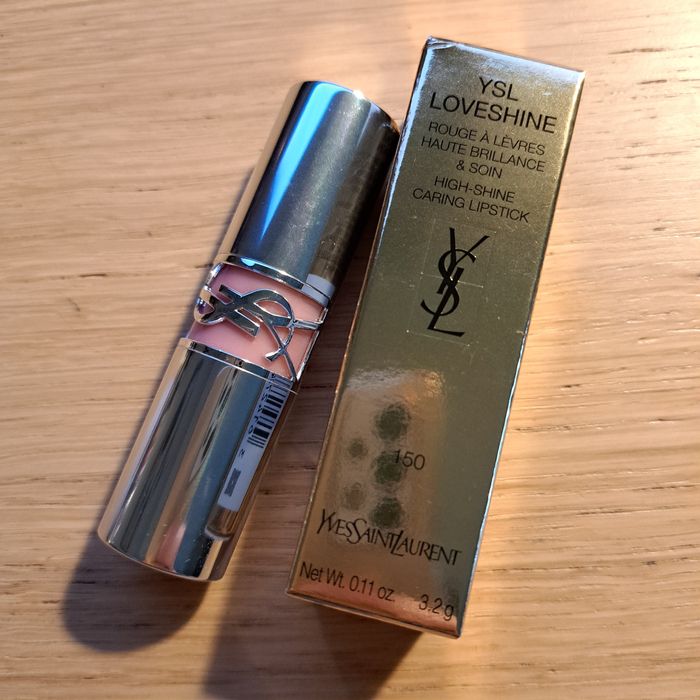 YSL
LOVESHINE
ROUGE À LÈVRES
HAUTE BRILLANCE
& SOIN
HIGH-SHINE
CARING LIPSTICK
YSL
150
YVESSAINTLAURENT
Net Wt. 0.11 oz. 3.2 g
YSL